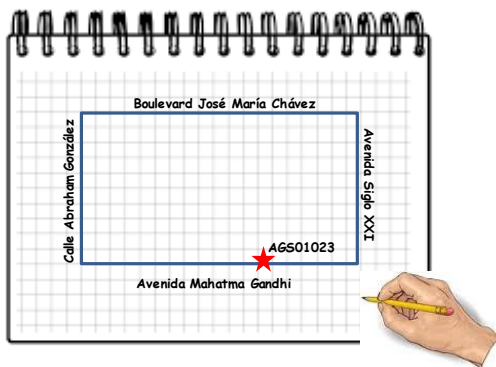 Boulevard José María Chávez
Calle Abraham González
Avenida Siglo XXI
AGS01023
Avenida Mahatma Gandhi